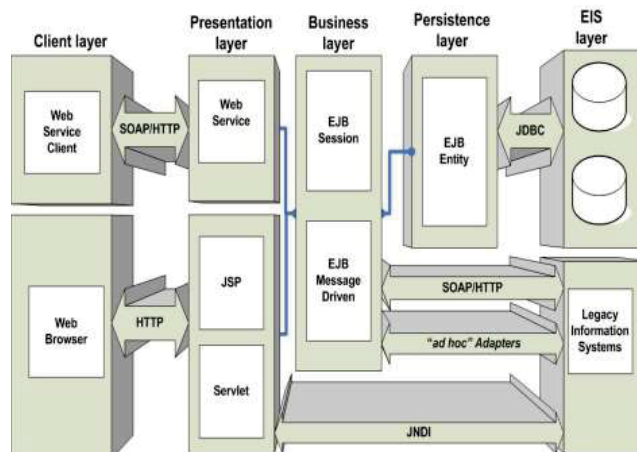 Client layer
Presentation
layer
Business
layer
Persistence
layer
EIS
layer
Web
Service
Client
SOAP/HTTP
Web
Service
EJB
Session
EJB
Entity
JDBC
Web
Browser
HTTP
JSP
Servlet
EJB
Message
Driven
SOAP/HTTP
"ad hoc" Adapters
JNDI
Legacy
Information
Systems